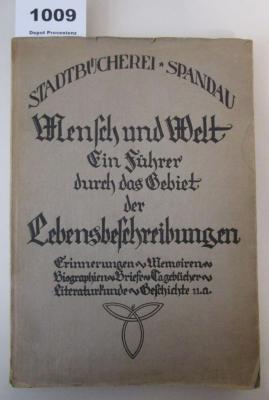 1009
Depot Provenienz
STADTBÜCHEREI * SPANDAU
Mensch und Welt
Ein Führer
durch das Gebiet
der
Lebensbeschreibungen
Erinnerungen ~ Memoiren ~
Biographien ~ Briefe ~ Tagebücher ~
Literaturkunde ~ Geschichte u.a.